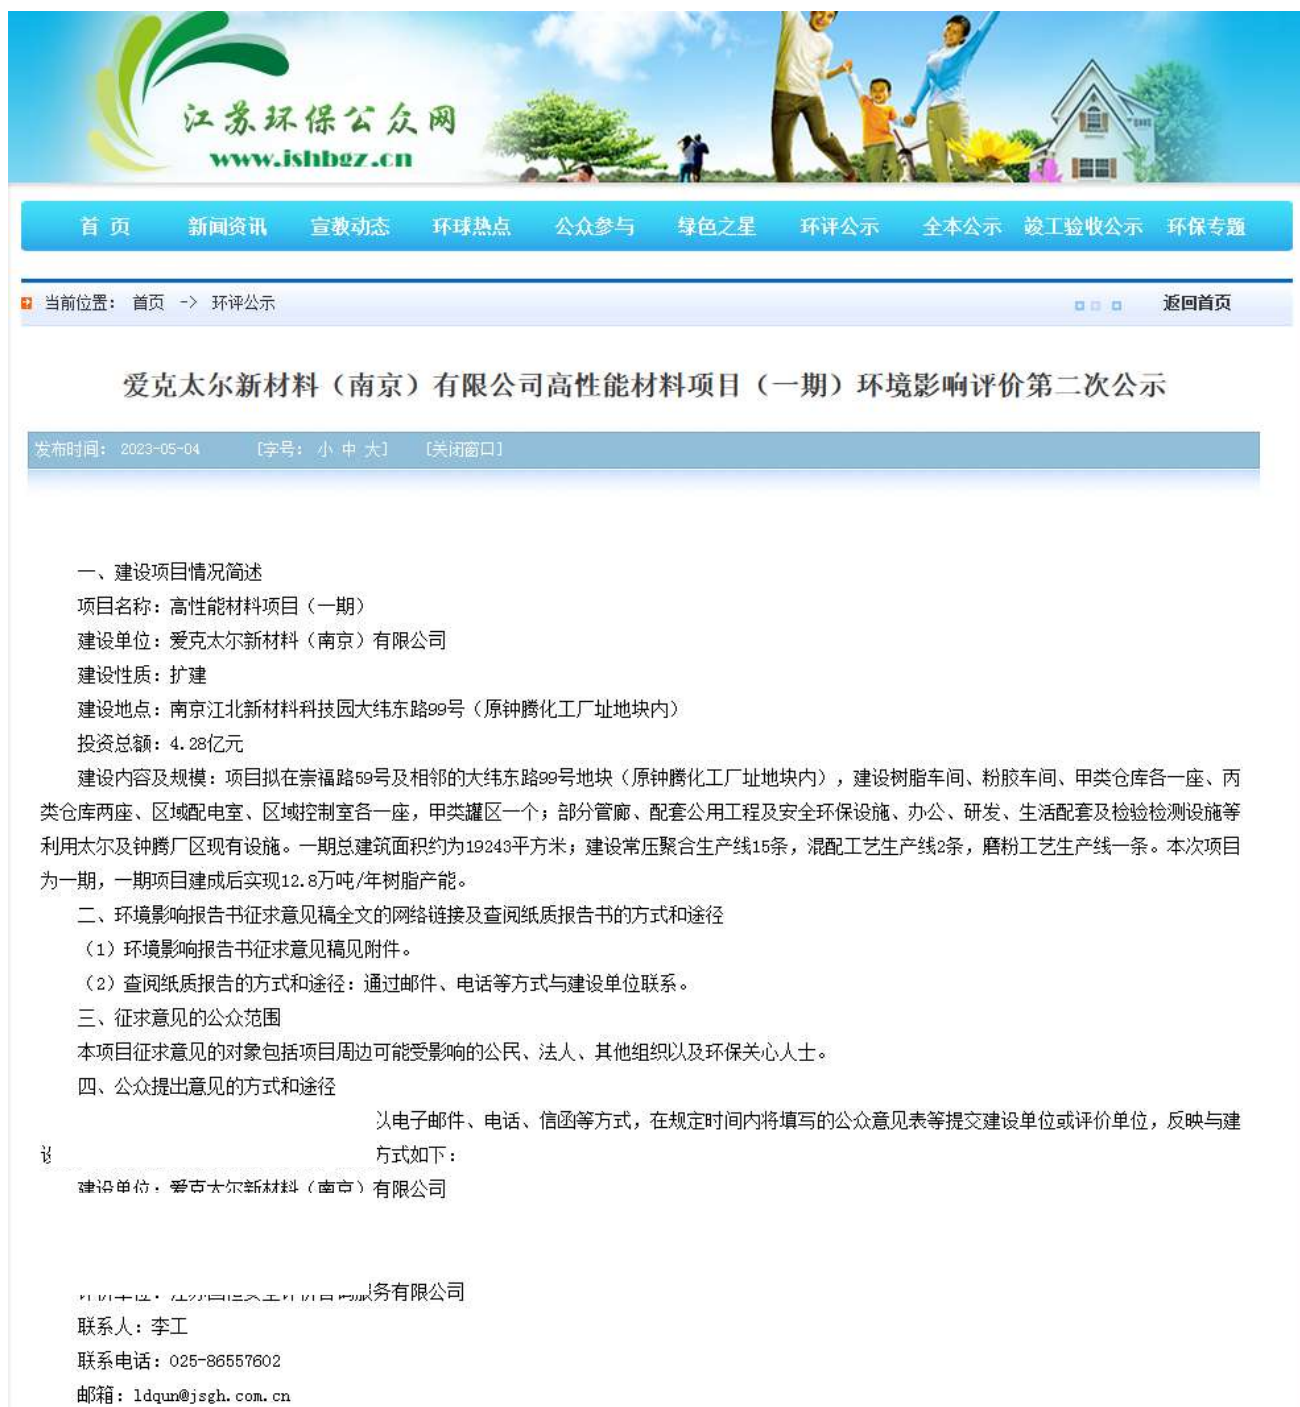 江苏环保公众网
www.jshbgz.cn
首 页 新闻资讯 宣教动态 环球热点 公众参与 绿色之星 环评公示 全本公示 竣工验收公示 环保专题
当前位置： 首页 -> 环评公示 返回首页
爱克太尔新材料（南京）有限公司高性能材料项目（一期）环境影响评价第二次公示
发布时间： 2023-05-04 [字号： 小 中 大] [关闭窗口]
一、建设项目情况简述
项目名称：高性能材料项目（一期）
建设单位：爱克太尔新材料（南京）有限公司
建设性质：扩建
建设地点：南京江北新材料科技园大纬东路99号（原钟腾化工厂址地块内）
投资总额：4.28亿元
建设内容及规模：项目拟在崇福路59号及相邻的大纬东路99号地块（原钟腾化工厂址地块内），建设树脂车间、粉胶车间、甲类仓库各一座、丙
类仓库两座、区域配电室、区域控制室各一座，甲类罐区一个；部分管廊、配套公用工程及安全环保设施、办公、研发、生活配套及检验检测设施等
利用太尔及钟腾厂区现有设施。一期总建筑面积约为19243平方米；建设常压聚合生产线15条，混配工艺生产线2条，磨粉工艺生产线一条。本次项目
为一期，一期项目建成后实现12.8万吨/年树脂产能。
二、环境影响报告书征求意见稿全文的网络链接及查阅纸质报告书的方式和途径
（1）环境影响报告书征求意见稿见附件。
（2）查阅纸质报告的方式和途径：通过邮件、电话等方式与建设单位联系。
三、征求意见的公众范围
本项目征求意见的对象包括项目周边可能受影响的公民、法人、其他组织以及环保关心人士。
四、公众提出意见的方式和途径
以电子邮件、电话、信函等方式，在规定时间内将填写的公众意见表等提交建设单位或评价单位，反映与建
方式如下：
建设单位：爱克太尔新材料（南京）有限公司
服务有限公司
联系人：李工
联系电话：025-86557602
邮箱：ldqun@jsgh.com.cn